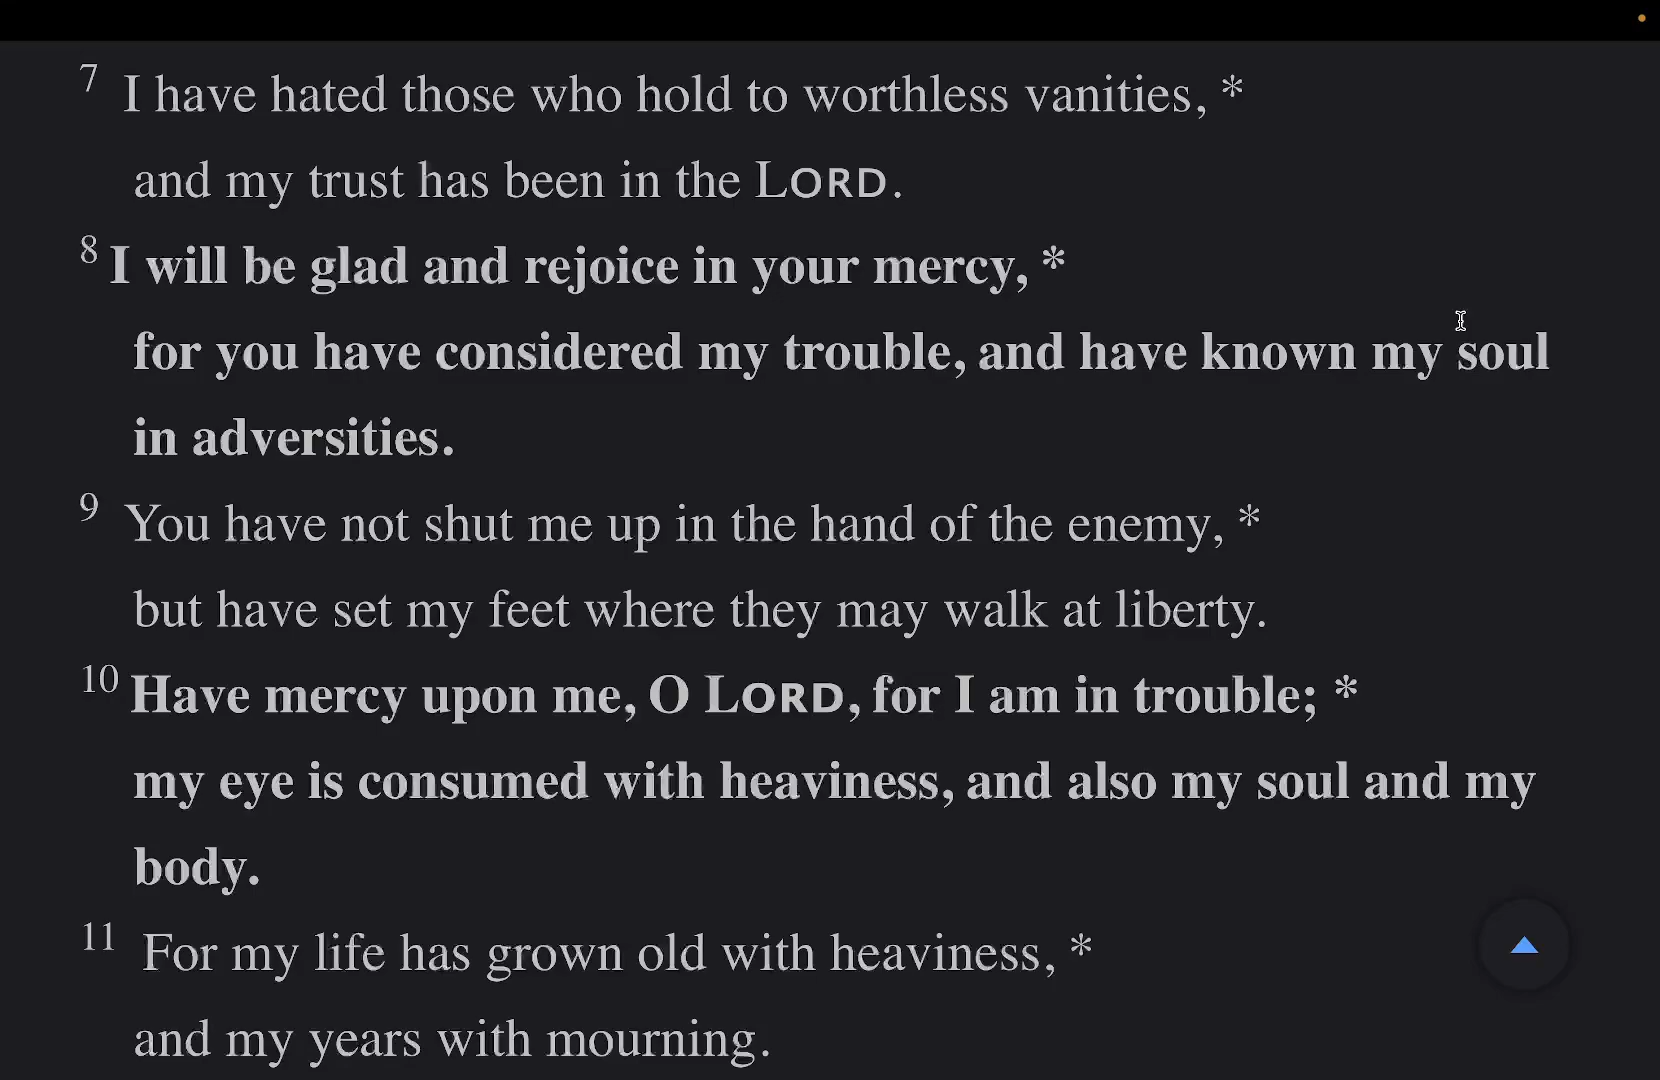 7 I have hated those who hold to worthless vanities, *
and my trust has been in the LORD.
8 I will be glad and rejoice in your mercy, *
for you have considered my trouble, and have known my soul
in adversities.
9 You have not shut me up in the hand of the enemy, *
but have set my feet where they may walk at liberty.
10 Have mercy upon me, O LORD, for I am in trouble; *
my eye is consumed with heaviness, and also my soul and my
body.
11 For my life has grown old with heaviness, *
and my years with mourning.